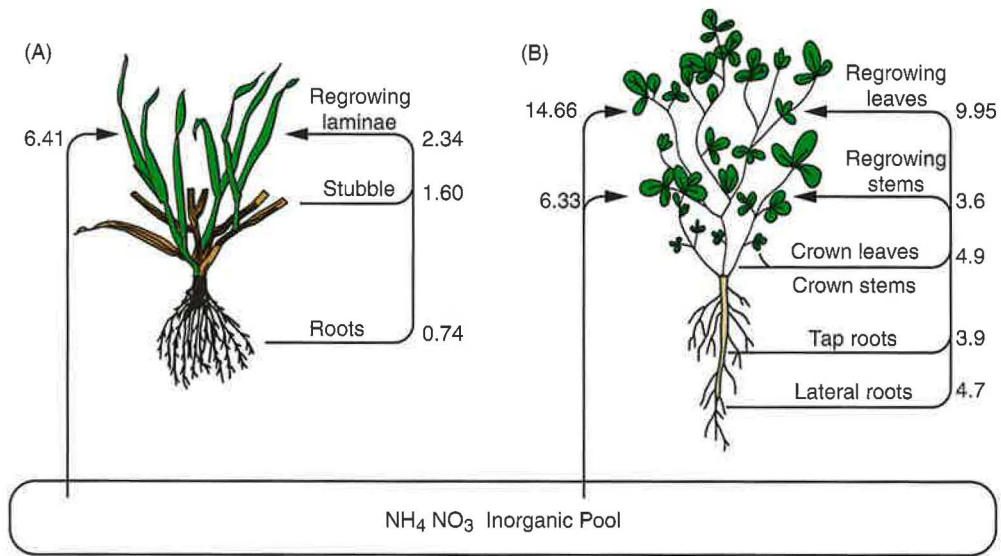 (A)
Regrowing
laminae
6.41
2.34
Stubble
1.60
Roots
0.74
(B)
14.66
Regrowing
leaves
9.95
Regrowing
stems
6.33
3.6
Crown leaves
4.9
Crown stems
Tap roots
3.9
Lateral roots
4.7
NH4 NO3 Inorganic Pool